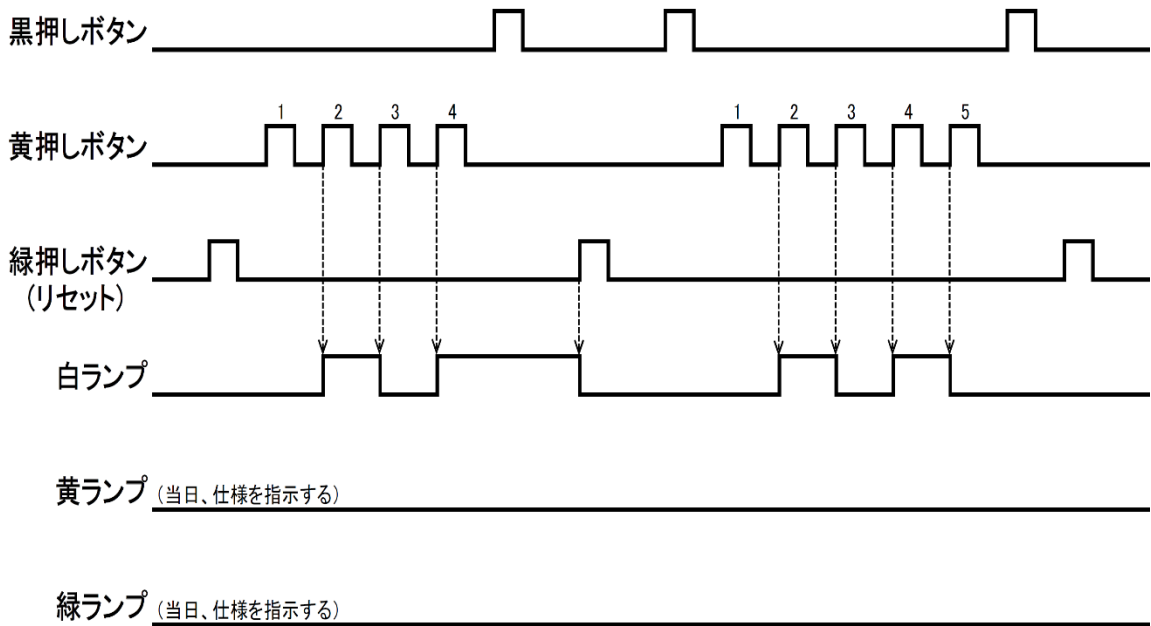 黒押しボタン
1 2 3 4 1 2 3 4 5
黄押しボタン
緑押しボタン
(リセット)
白ランプ
黄ランプ (当日、仕様を指示する)
緑ランプ (当日、仕様を指示する)